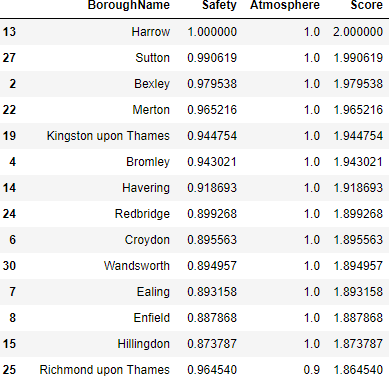 BoroughName Safety Atmosphere Score
13 Harrow 1.000000 1.0 2.000000
27 Sutton 0.990619 1.0 1.990619
2 Bexley 0.979538 1.0 1.979538
22 Merton 0.965216 1.0 1.965216
19 Kingston upon Thames 0.944754 1.0 1.944754
4 Bromley 0.943021 1.0 1.943021
14 Havering 0.918693 1.0 1.918693
24 Redbridge 0.899268 1.0 1.899268
6 Croydon 0.895563 1.0 1.895563
30 Wandsworth 0.894957 1.0 1.894957
7 Ealing 0.893158 1.0 1.893158
8 Enfield 0.887868 1.0 1.887868
15 Hillingdon 0.873787 1.0 1.873787
25 Richmond upon Thames 0.964540 0.9 1.864540